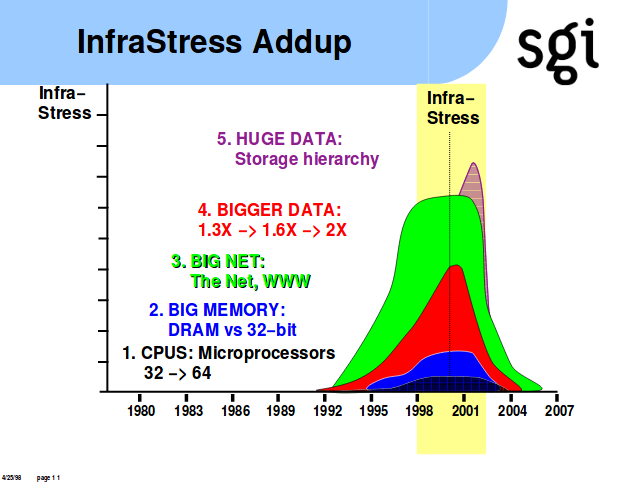 InfraStress Addup
sgi
Infra–
Stress
Infra–
Stress
5. HUGE DATA:
Storage hierarchy
4. BIGGER DATA:
1.3X –> 1.6X –> 2X
3. BIG NET:
The Net, WWW
2. BIG MEMORY:
DRAM vs 32–bit
1. CPUS: Microprocessors
32 –> 64
1980 1983 1986 1989 1992 1995 1998 2001 2004 2007
4/25/98 page 11